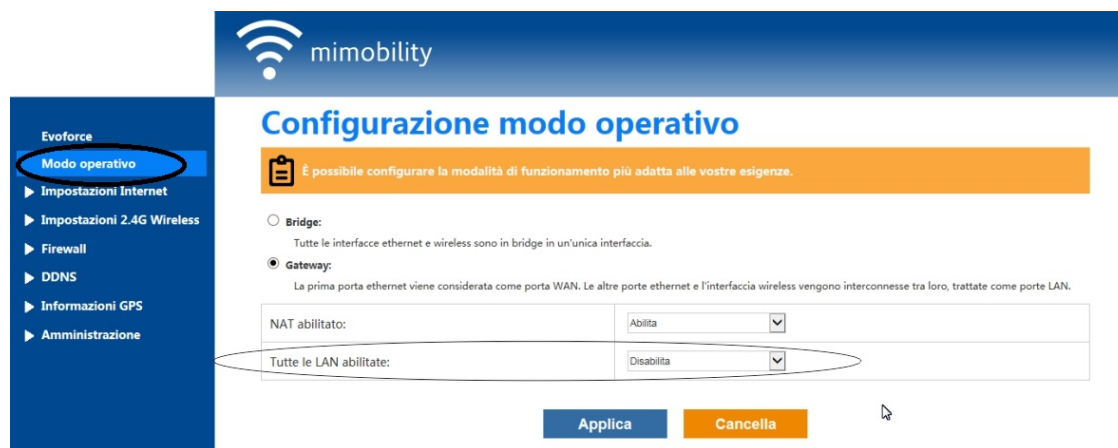 mimobility
Evoforce
Modo operativo
Impostazioni Internet
Impostazioni 2.4G Wireless
Firewall
DDNS
Informazioni GPS
Amministrazione
Configurazione modo operativo
È possibile configurare la modalità di funzionamento più adatta alle vostre esigenze.
Bridge:
Tutte le interfacce ethernet e wireless sono in bridge in un'unica interfaccia.
Gateway:
La prima porta ethernet viene considerata come porta WAN. Le altre porte ethernet e l'interfaccia wireless vengono interconnesse tra loro, trattate come porte LAN.
NAT abilitato: Abilita
Tutte le LAN abilitate: Disabilita
Applica Cancella